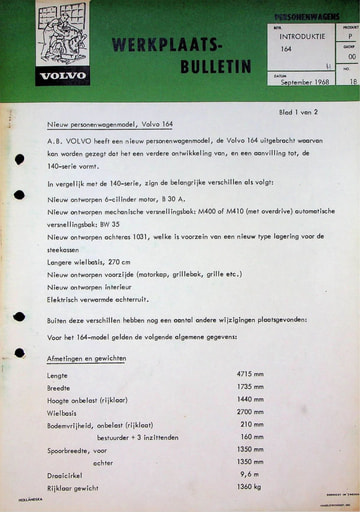 PERSONENWAGENS
BETR. INTRODUKTIE
164
PRODUKT P
GROEP 00
DATUM September 1968
NO. 1B
VOLVO
WERKPLAATS-
BULLETIN
Blad 1 van 2
Nieuw personenwagenmodel, Volvo 164
A.B. VOLVO heeft een nieuw personenwagenmodel, de Volvo 164 uitgebracht waarvan
kan worden gezegd dat het een verdere ontwikkeling van, en een aanvilling tot, de
140-serie vormt.
In vergelijk met de 140-serie, zign de belangrijke verschillen als volgt:
Nieuw ontworpen 6-cilinder motor, B 30 A.
Nieuw ontworpen mechanische versnellingsbak: M400 of M410 (met overdrive) automatische
versnellingsbak: BW 35
Nieuw ontworpen achteras 1031, welke is voorzein van een nieuw type lagering voor de
steekassen
Langere wielbasis, 270 cm
Nieuw ontworpen voorzijde (motorkap, grillebak, grille etc.)
Nieuw ontworpen interieur
Elektrisch verwarmde achterruit.
Buiten deze verschillen hebben nog een aantal andere wijzigingen plaatsgevonden:
Voor het 164-model gelden de volgende algemene gegevens:
Afmetingen en gewichten
Lengte 4715 mm
Breedte 1735 mm
Hoogte onbelast (rijklaar) 1440 mm
Wielbasis 2700 mm
Bodemvrijheid, onbelast (rijklaar) 210 mm
bestuurder + 3 inzittenden 160 mm
Spoorbreedte, voor 1350 mm
achter 1350 mm
Draaicirkel 9,6 m
Rijklaar gewicht 1360 kg
HOLLÄNDSKA